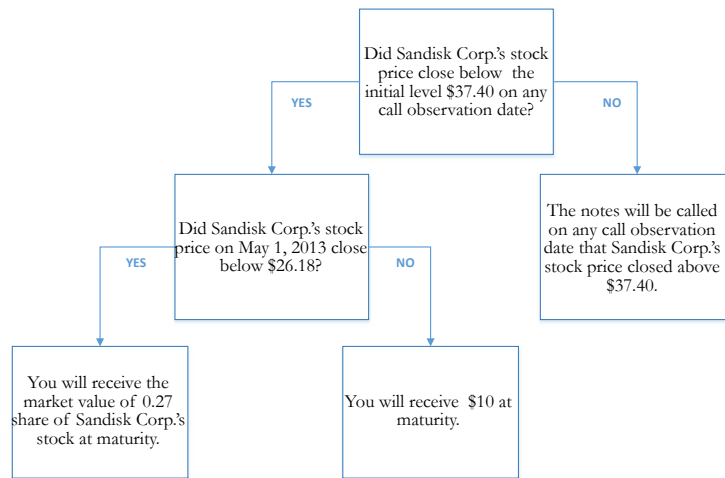 Did Sandisk Corp.'s stock
price close below the
initial level $37.40 on any
call observation date?
YES
NO
Did Sandisk Corp.'s stock
price on May 1, 2013 close
below $26.18?
The notes will be called
on any call observation
date that Sandisk Corp.'s
stock price closed above
$37.40.
YES
NO
You will receive the
market value of 0.27
share of Sandisk Corp.'s
stock at maturity.
You will receive $10 at
maturity.